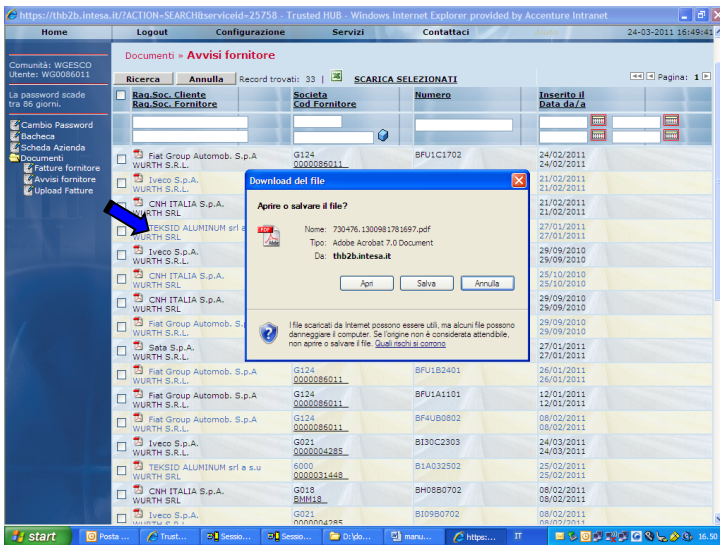 https://thb2b.intesa.it/?ACTION=SEARCH&serviceid=25758 - Trusted HUB - Windows Internet Explorer provided by Accenture Intranet
Home Logout Configurazione Servizi Contattaci 24-03-2011 16:49:41
Comunità: WGESCO
Utente: WG0086011
La password scade
tra 86 giorni.
Cambio Password
Bacheca
Scheda Azienda
Documenti
Fatture fornitore
Avvisi fornitore
Upload Fatture
Documenti » Avvisi fornitore
Ricerca Annulla Record trovati: 33 | SCARICA SELEZIONATI Pagina: 1
Rag.Soc. Cliente Societa Numero Inserito il
Rag.Soc. Fornitore Cod Fornitore Data da/a
Fiat Group Automob. S.p.A G124 BFU1C1702 24/02/2011
WURTH S.R.L. 0000086011 24/02/2011
Iveco S.p.A. 21/02/2011
WURTH S.R.L. 21/02/2011
CNH ITALIA S.p.A. 21/02/2011
WURTH SRL 21/02/2011
TEKSID ALUMINUM srl a 27/01/2011
WURTH SRL 27/01/2011
Iveco S.p.A. 29/09/2010
WURTH S.R.L. 29/09/2010
CNH ITALIA S.p.A. 25/10/2010
WURTH SRL 25/10/2010
CNH ITALIA S.p.A. 29/09/2010
WURTH SRL 29/09/2010
Fiat Group Automob. S. 29/09/2010
WURTH S.R.L. 29/09/2010
Sata S.p.A. 27/01/2011
WURTH S.R.L. 27/01/2011
Fiat Group Automob. S.p.A G124 BFU1B2401 26/01/2011
WURTH S.R.L. 0000086011 26/01/2011
Fiat Group Automob. S.p.A G124 BFU1A1101 12/01/2011
WURTH S.R.L. 0000086011 12/01/2011
Fiat Group Automob. S.p.A G124 BF4UB0802 08/02/2011
WURTH S.R.L. 0000086011 08/02/2011
Iveco S.p.A. G021 BI30C2303 24/03/2011
WURTH S.R.L. 0000004285 24/03/2011
TEKSID ALUMINUM srl a s.u 6000 B1A032502 25/02/2011
WURTH SRL 0000031448 25/02/2011
CNH ITALIA S.p.A. G018 BH08B0702 08/02/2011
WURTH SRL BMM18 08/02/2011
Iveco S.p.A. G021 BI09B0702 08/02/2011
WURTH S.R.L. 0000004285 08/02/2011
Download del file
Aprire o salvare il file?
Nome: 730476.1300981781697.pdf
Tipo: Adobe Acrobat 7.0 Document
Da: thb2b.intesa.it
Apri Salva Annulla
I file scaricati da Internet possono essere utili, ma alcuni file possono
danneggiare il computer. Se l'origine non è considerata attendibile,
non aprire o salvare il file. Quali rischi si corrono
start Posta ... Trust... Sessio... Sessio... D:\do... manu... https:... IT 16.50